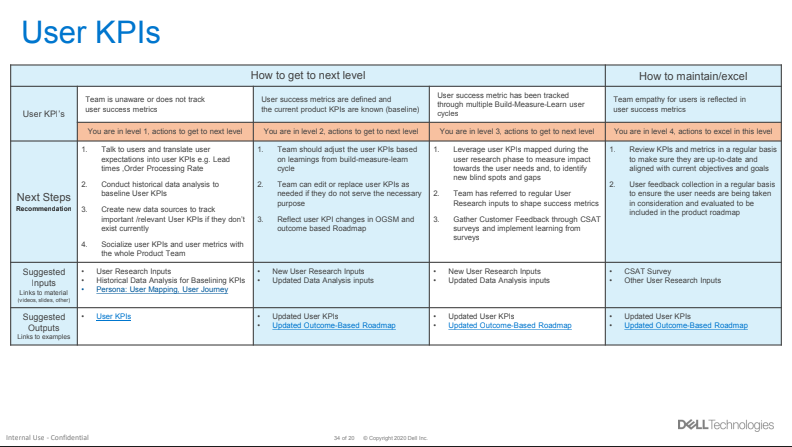 User KPIs
How to get to next level
How to maintain/excel
User KPI's
Team is unaware or does not track
user success metrics
User success metrics are defined and
the current product KPIs are known (baseline)
User success metric has been tracked
through multiple Build-Measure-Learn user
cycles
Team empathy for users is reflected in
user success metrics
You are in level 1, actions to get to next level
You are in level 2, actions to get to next level
You are in level 3, actions to get to next level
You are in level 4, actions to excel in this level
Next Steps
Recommendation
1. Talk to users and translate user
expectations into user KPIs e.g. Lead
times ,Order Processing Rate
2. Conduct historical data analysis to
baseline User KPIs
3. Create new data sources to track
important /relevant User KPIs if they don't
exist currently
4. Socialize user KPIs and user metrics with
the whole Product Team
1. Team should adjust the user KPIs based
on learnings from build-measure-learn
cycle
2. Team can edit or replace user KPIs as
needed if they do not serve the necessary
purpose
3. Reflect user KPI changes in OGSM and
outcome based Roadmap
1. Leverage user KPIs mapped during the
user research phase to measure impact
towards the user needs and, to identify
new blind spots and gaps
2. Team has referred to regular User
Research inputs to shape success metrics
3. Gather Customer Feedback through CSAT
surveys and implement learning from
surveys
1. Review KPIs and metrics in a regular basis
to make sure they are up-to-date and
aligned with current objectives and goals
2. User feedback collection in a regular basis
to ensure the user needs are being taken
in consideration and evaluated to be
included in the product roadmap
Suggested
Inputs
Links to material
(videos, slides, other)
• User Research Inputs
• Historical Data Analysis for Baselining KPIs
• Persona: User Mapping, User Journey
• New User Research Inputs
• Updated Data Analysis inputs
• New User Research Inputs
• Updated Data Analysis inputs
• CSAT Survey
• Other User Research Inputs
Suggested
Outputs
Links to examples
• User KPIs
• Updated User KPIs
• Updated Outcome-Based Roadmap
• Updated User KPIs
• Updated Outcome-Based Roadmap
• Updated User KPIs
• Updated Outcome-Based Roadmap
DELLTechnologies
Internal Use - Confidential
34 of 20
© Copyright 2020 Dell Inc.